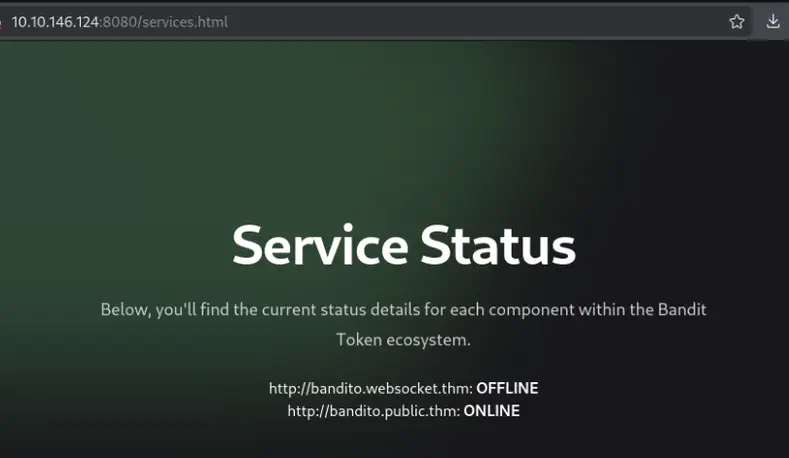 10.10.146.124:8080/services.html
Service Status
Below, you'll find the current status details for each component within the Bandit
Token ecosystem.
http://bandito.websocket.thm: OFFLINE
http://bandito.public.thm: ONLINE